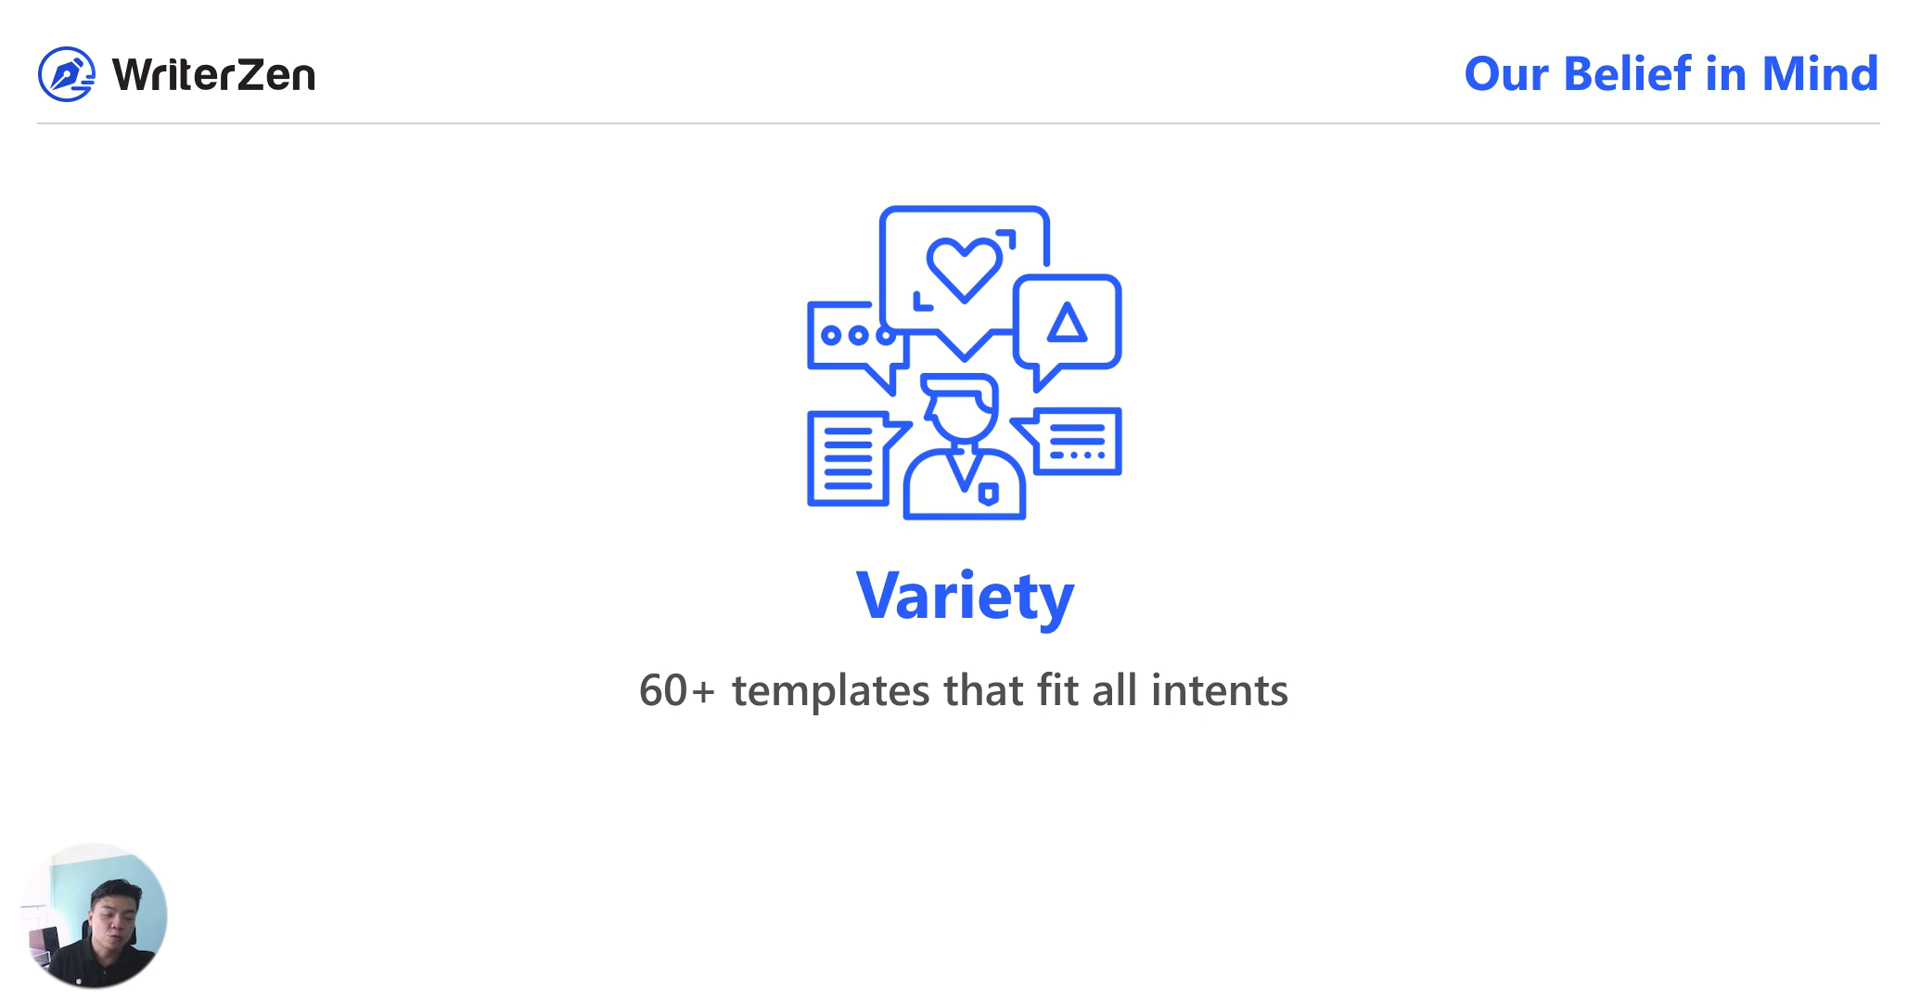 WriterZen
Our Belief in Mind
Variety
60+ templates that fit all intents